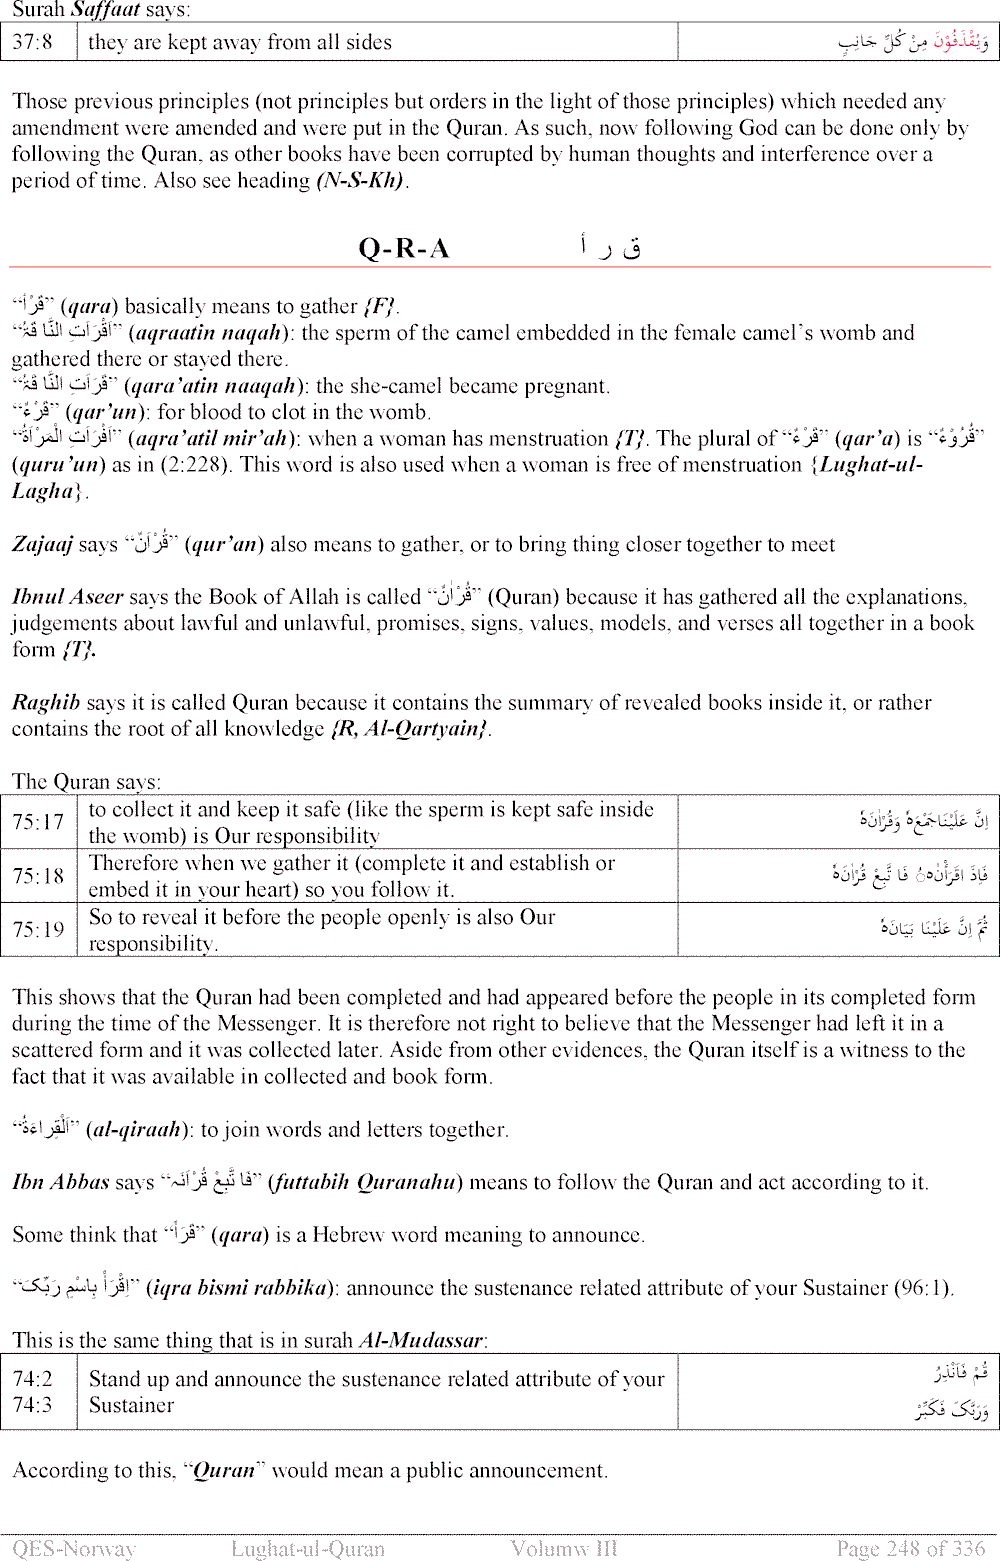 Surah Saffaat says:
37:8 they are kept away from all sides وَيُقْذَفُوْنَ مِنْ كُلِّ جَانِبٍ
Those previous principles (not principles but orders in the light of those principles) which needed any
amendment were amended and were put in the Quran. As such, now following God can be done only by
following the Quran, as other books have been corrupted by human thoughts and interference over a
period of time. Also see heading (N-S-Kh).
Q-R-A ق ر أ
“قَرَْأ” (qara) basically means to gather {F}.
“اَقْرَأتِ النَّا قَۃُ” (aqraatin naqah): the sperm of the camel embedded in the female camel’s womb and
gathered there or stayed there.
“قَرَأتِ النَّا قَۃُ” (qara’atin naaqah): the she-camel became pregnant.
“قَرْءٌ” (qar’un): for blood to clot in the womb.
“اَقْرَأتِ الْمَرْأۃُ” (aqra’atil mir’ah): when a woman has menstruation {T}. The plural of “قَرْءٌ” (qar’a) is “قُرُوْءٌ”
(quru’un) as in (2:228). This word is also used when a woman is free of menstruation {Lughat-ul-
Lagha}.
Zajaaj says “قُرْآنٌ” (qur’an) also means to gather, or to bring thing closer together to meet
Ibnul Aseer says the Book of Allah is called “قُرْاٰنٌ” (Quran) because it has gathered all the explanations,
judgements about lawful and unlawful, promises, signs, values, models, and verses all together in a book
form {T}.
Raghib says it is called Quran because it contains the summary of revealed books inside it, or rather
contains the root of all knowledge {R, Al-Qartyain}.
The Quran says:
75:17 to collect it and keep it safe (like the sperm is kept safe inside
the womb) is Our responsibility اِنَّ عَلَيْنَاجَمْعَہٗ وَقُرْاٰنَہٗ
75:18 Therefore when we gather it (complete it and establish or
embed it in your heart) so you follow it. فَاِذَ اقَرَأْنٰہُ فَا تَّبِعْ قُرْاٰنَہٗ
75:19 So to reveal it before the people openly is also Our
responsibility. ثُمَّ اِنَّ عَلَيْنَا بَيَانَہٗ
This shows that the Quran had been completed and had appeared before the people in its completed form
during the time of the Messenger. It is therefore not right to believe that the Messenger had left it in a
scattered form and it was collected later. Aside from other evidences, the Quran itself is a witness to the
fact that it was available in collected and book form.
“اَلْقِراءَۃُ” (al-qiraah): to join words and letters together.
Ibn Abbas says “فَا تَّبِعْ قُرْآنَہ” (futtabih Quranahu) means to follow the Quran and act according to it.
Some think that “قَرَأَ” (qara) is a Hebrew word meaning to announce.
“اِقْرَأْ بِاسْمِ رَبِّکَ” (iqra bismi rabbika): announce the sustenance related attribute of your Sustainer (96:1).
This is the same thing that is in surah Al-Mudassar:
74:2 Stand up and announce the sustenance related attribute of your قُمْ فَاَنْذِرُ
74:3 Sustainer وَرَبَّکَ فَکَبِّرْ
According to this, “Quran” would mean a public announcement.
QES-Norway Lughat-ul-Quran Volumw III Page 248 of 336